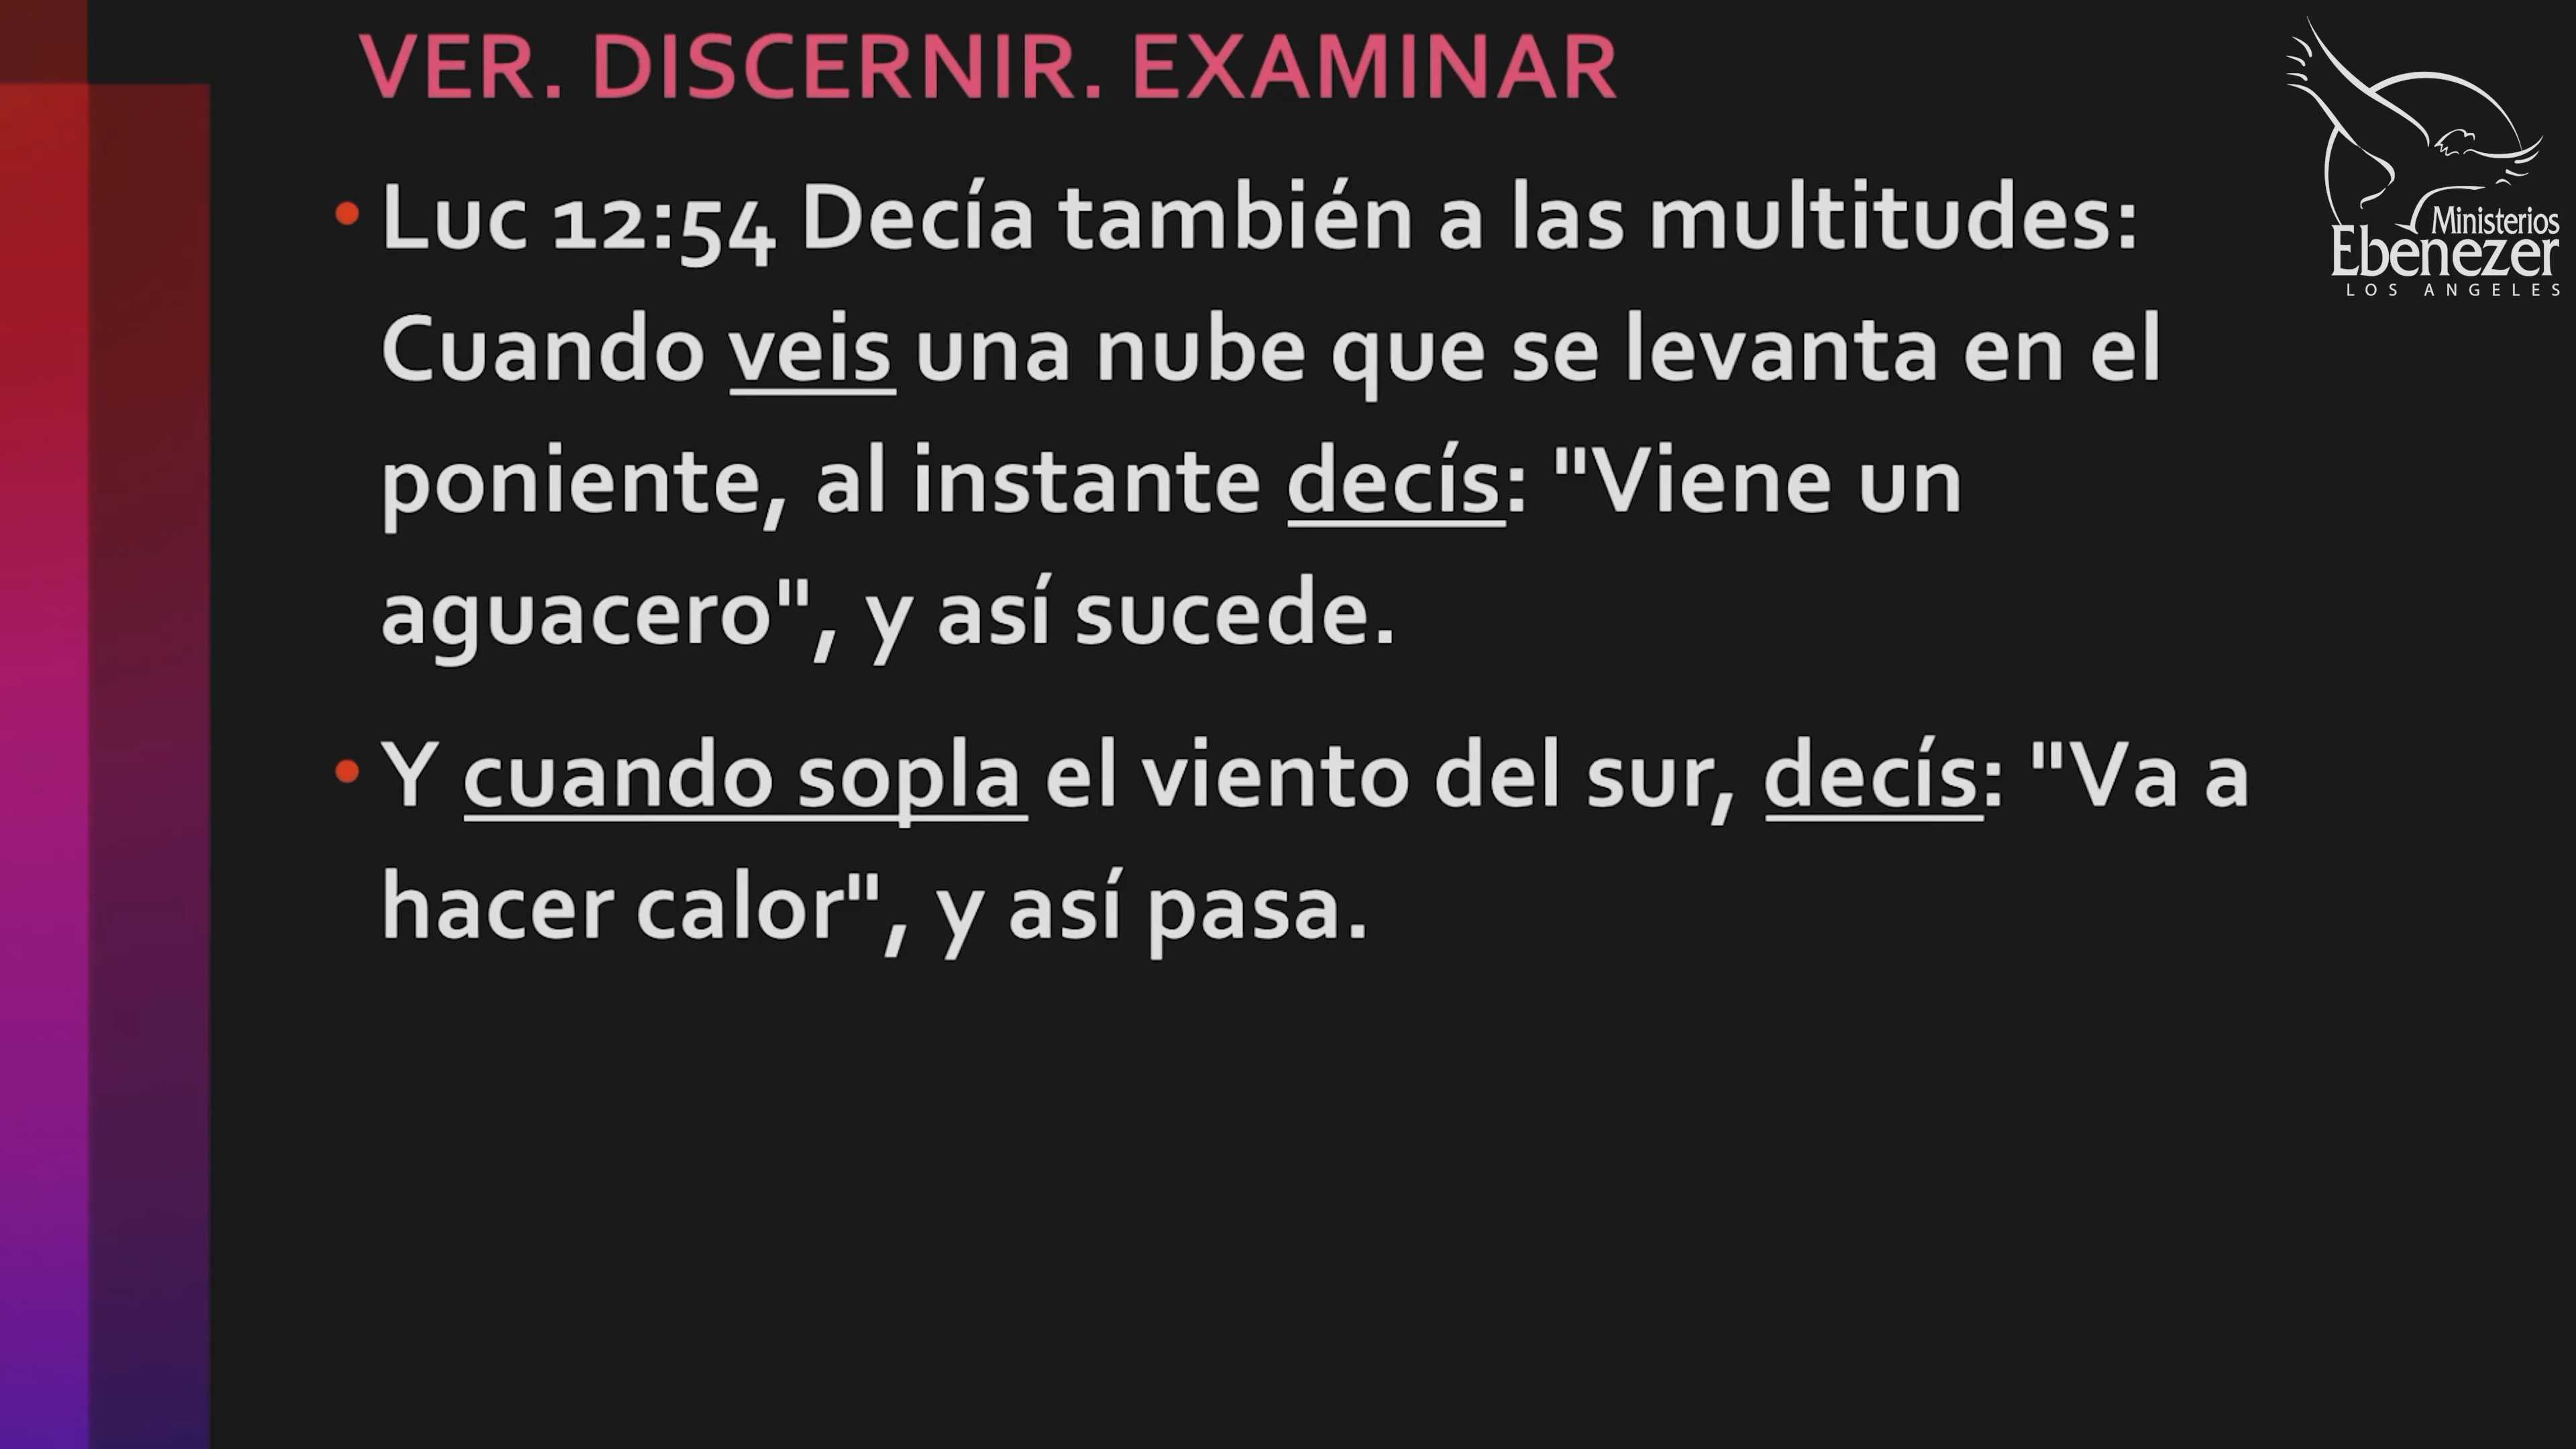 VER. DISCERNIR. EXAMINAR
• Luc 12:54 Decía también a las multitudes:
Cuando veis una nube que se levanta en el
poniente, al instante decís: "Viene un
aguacero", y así sucede.
• Y cuando sopla el viento del sur, decís: "Va a
hacer calor", y así pasa.
Ministerios
Ebenezer
LOS ANGELES